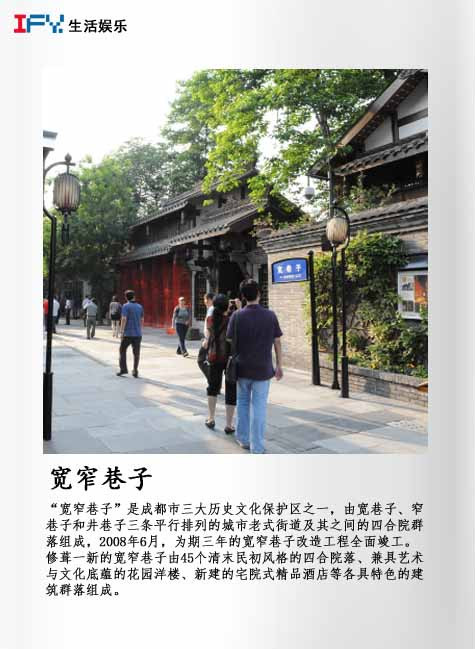 IFY. 生活娱乐
宽巷子
宽窄巷子
“宽窄巷子”是成都市三大历史文化保护区之一，由宽巷子、窄
巷子和井巷子三条平行排列的城市老式街道及其之间的四合院群
落组成，2008年6月，为期三年的宽窄巷子改造工程全面竣工。
修葺一新的宽窄巷子由45个清末民初风格的四合院落、兼具艺术
与文化底蕴的花园洋楼、新建的宅院式精品酒店等各具特色的建
筑群落组成。